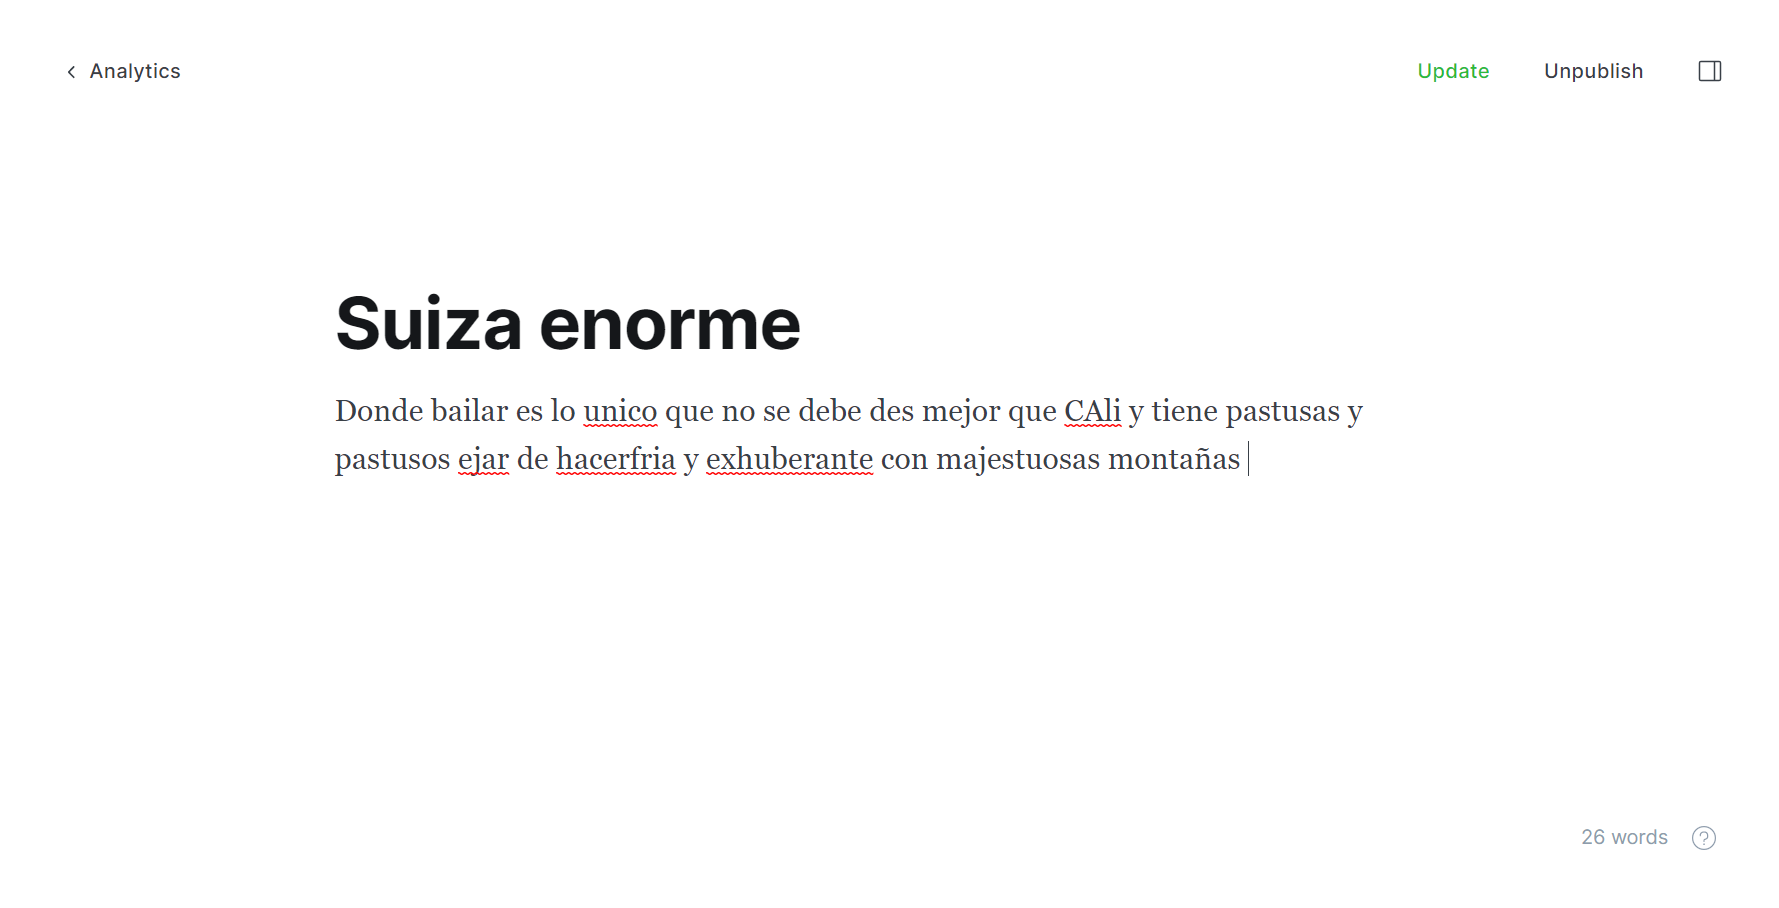 Analytics
Update
Unpublish
Suiza enorme
Donde bailar es lo unico que no se debe des mejor que CAli y tiene pastusas y
pastusos ejar de hacerfria y exhuberante con majestuosas montañas
26 words
?